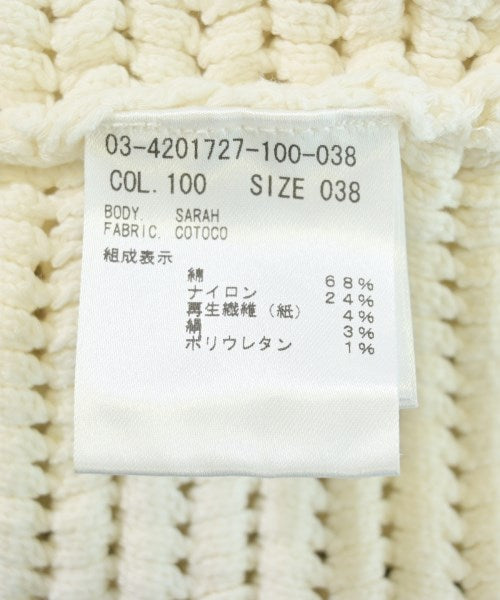 03-4201727-100-038
COL. 100 SIZE 038
BODY. SARAH
FABRIC. COTOCO
組成表示
綿 68%
ナイロン 24%
再生繊維（紙） 4%
絹 3%
ポリウレタン 1%